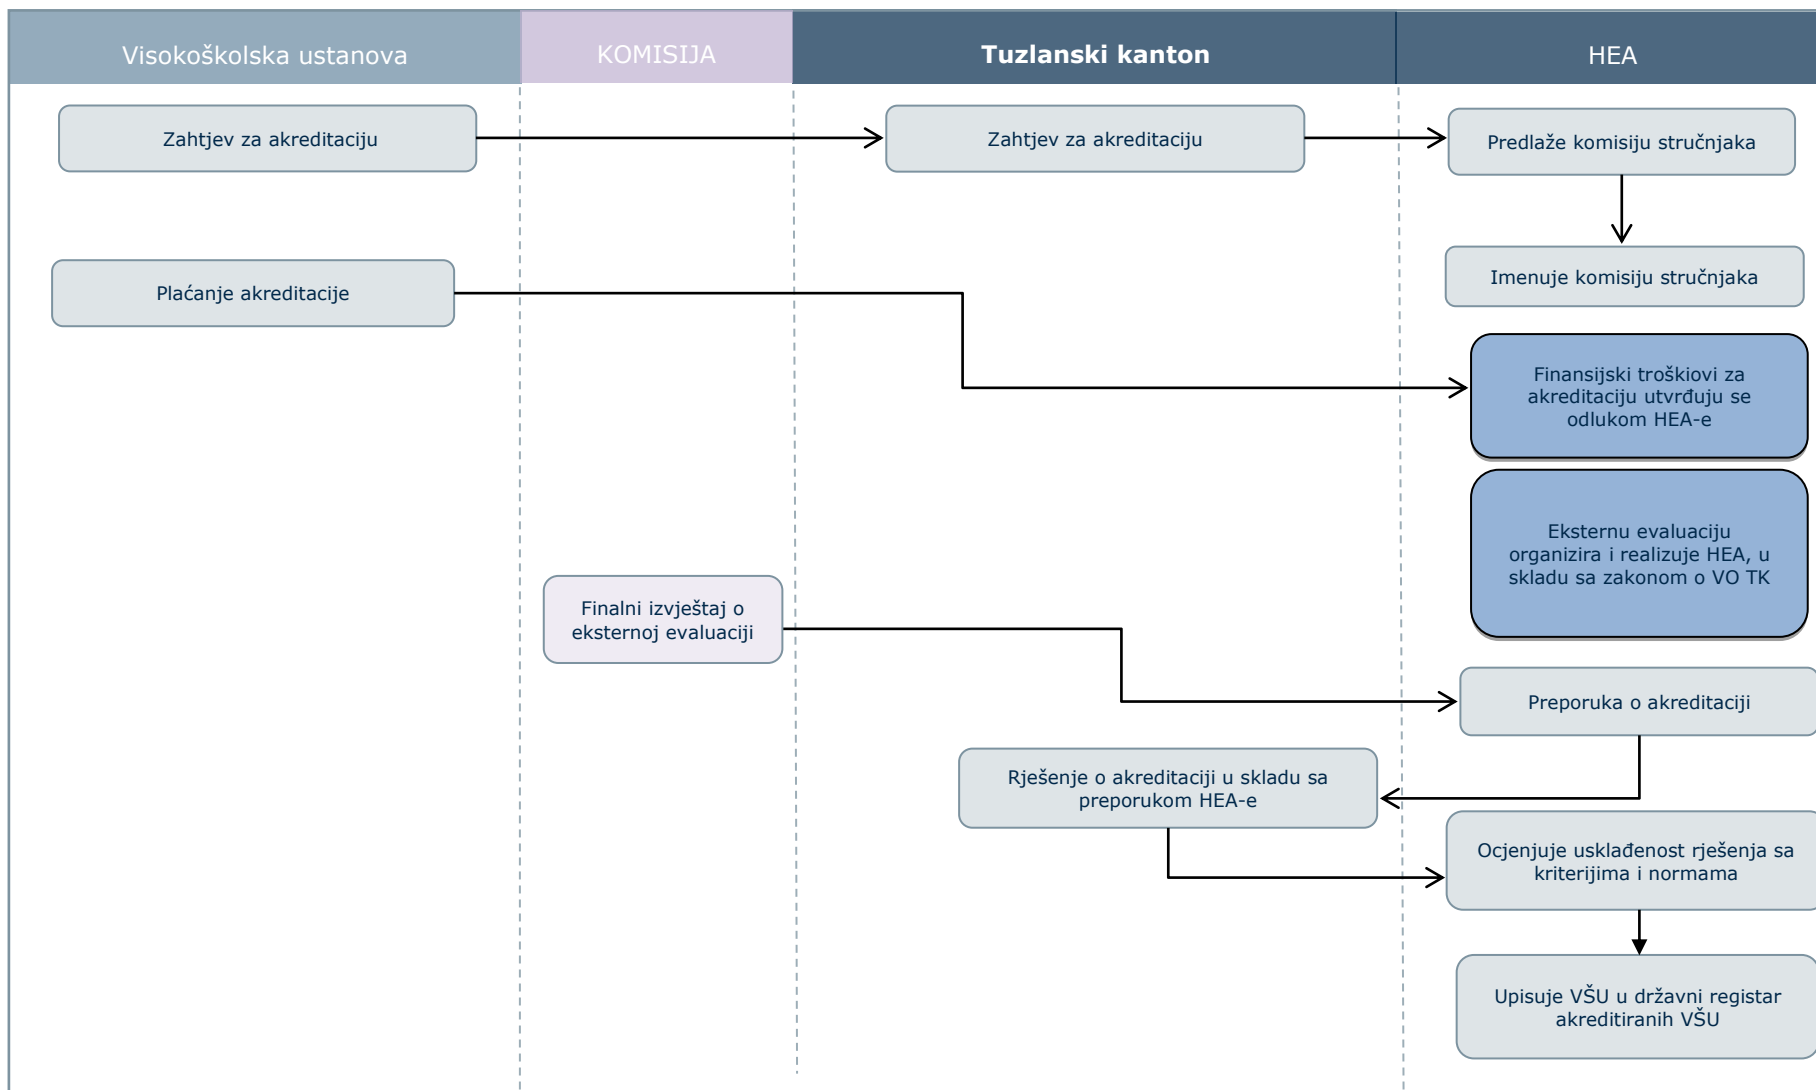 Visokoškolska ustanova
KOMISIJA
Tuzlanski kanton
HEA
Zahtjev za akreditaciju
Zahtjev za akreditaciju
Predlaže komisiju stručnjaka
Imenuje komisiju stručnjaka
Plaćanje akreditacije
Finansijski troškiovi za
akreditaciju utvrđuju se
odlukom HEA-e
Eksternu evaluaciju
organizira i realizuje HEA, u
skladu sa zakonom o VO TK
Finalni izvještaj o
eksternoj evaluaciji
Preporuka o akreditaciji
Rješenje o akreditaciji u skladu sa
preporukom HEA-e
Ocjenjuje usklađenost rješenja sa
kriterijima i normama
Upisuje VŠU u državni registar
akreditiranih VŠU